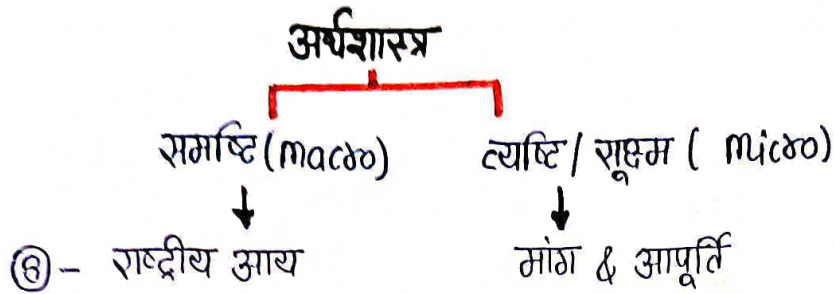 अर्थशास्त्र
समष्टि (macro) व्यष्टि / सूक्ष्म ( micro)
⑧ - राष्ट्रीय आय मांग & आपूर्ति